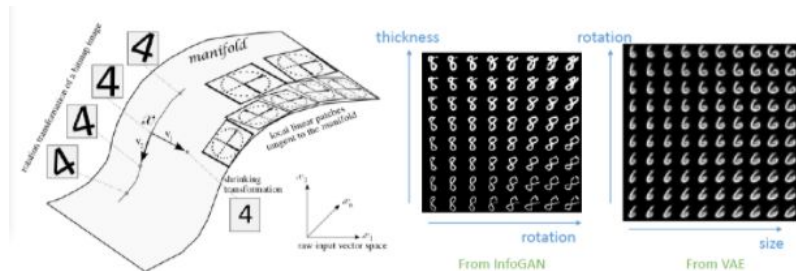 rotation transformation of a bitmap image
4
4
4
4
manifold
local linear patches
tangent to the manifold
shrinking
transformation
4
raw input vector space
thickness
rotation
From InfoGAN
rotation
size
From VAE